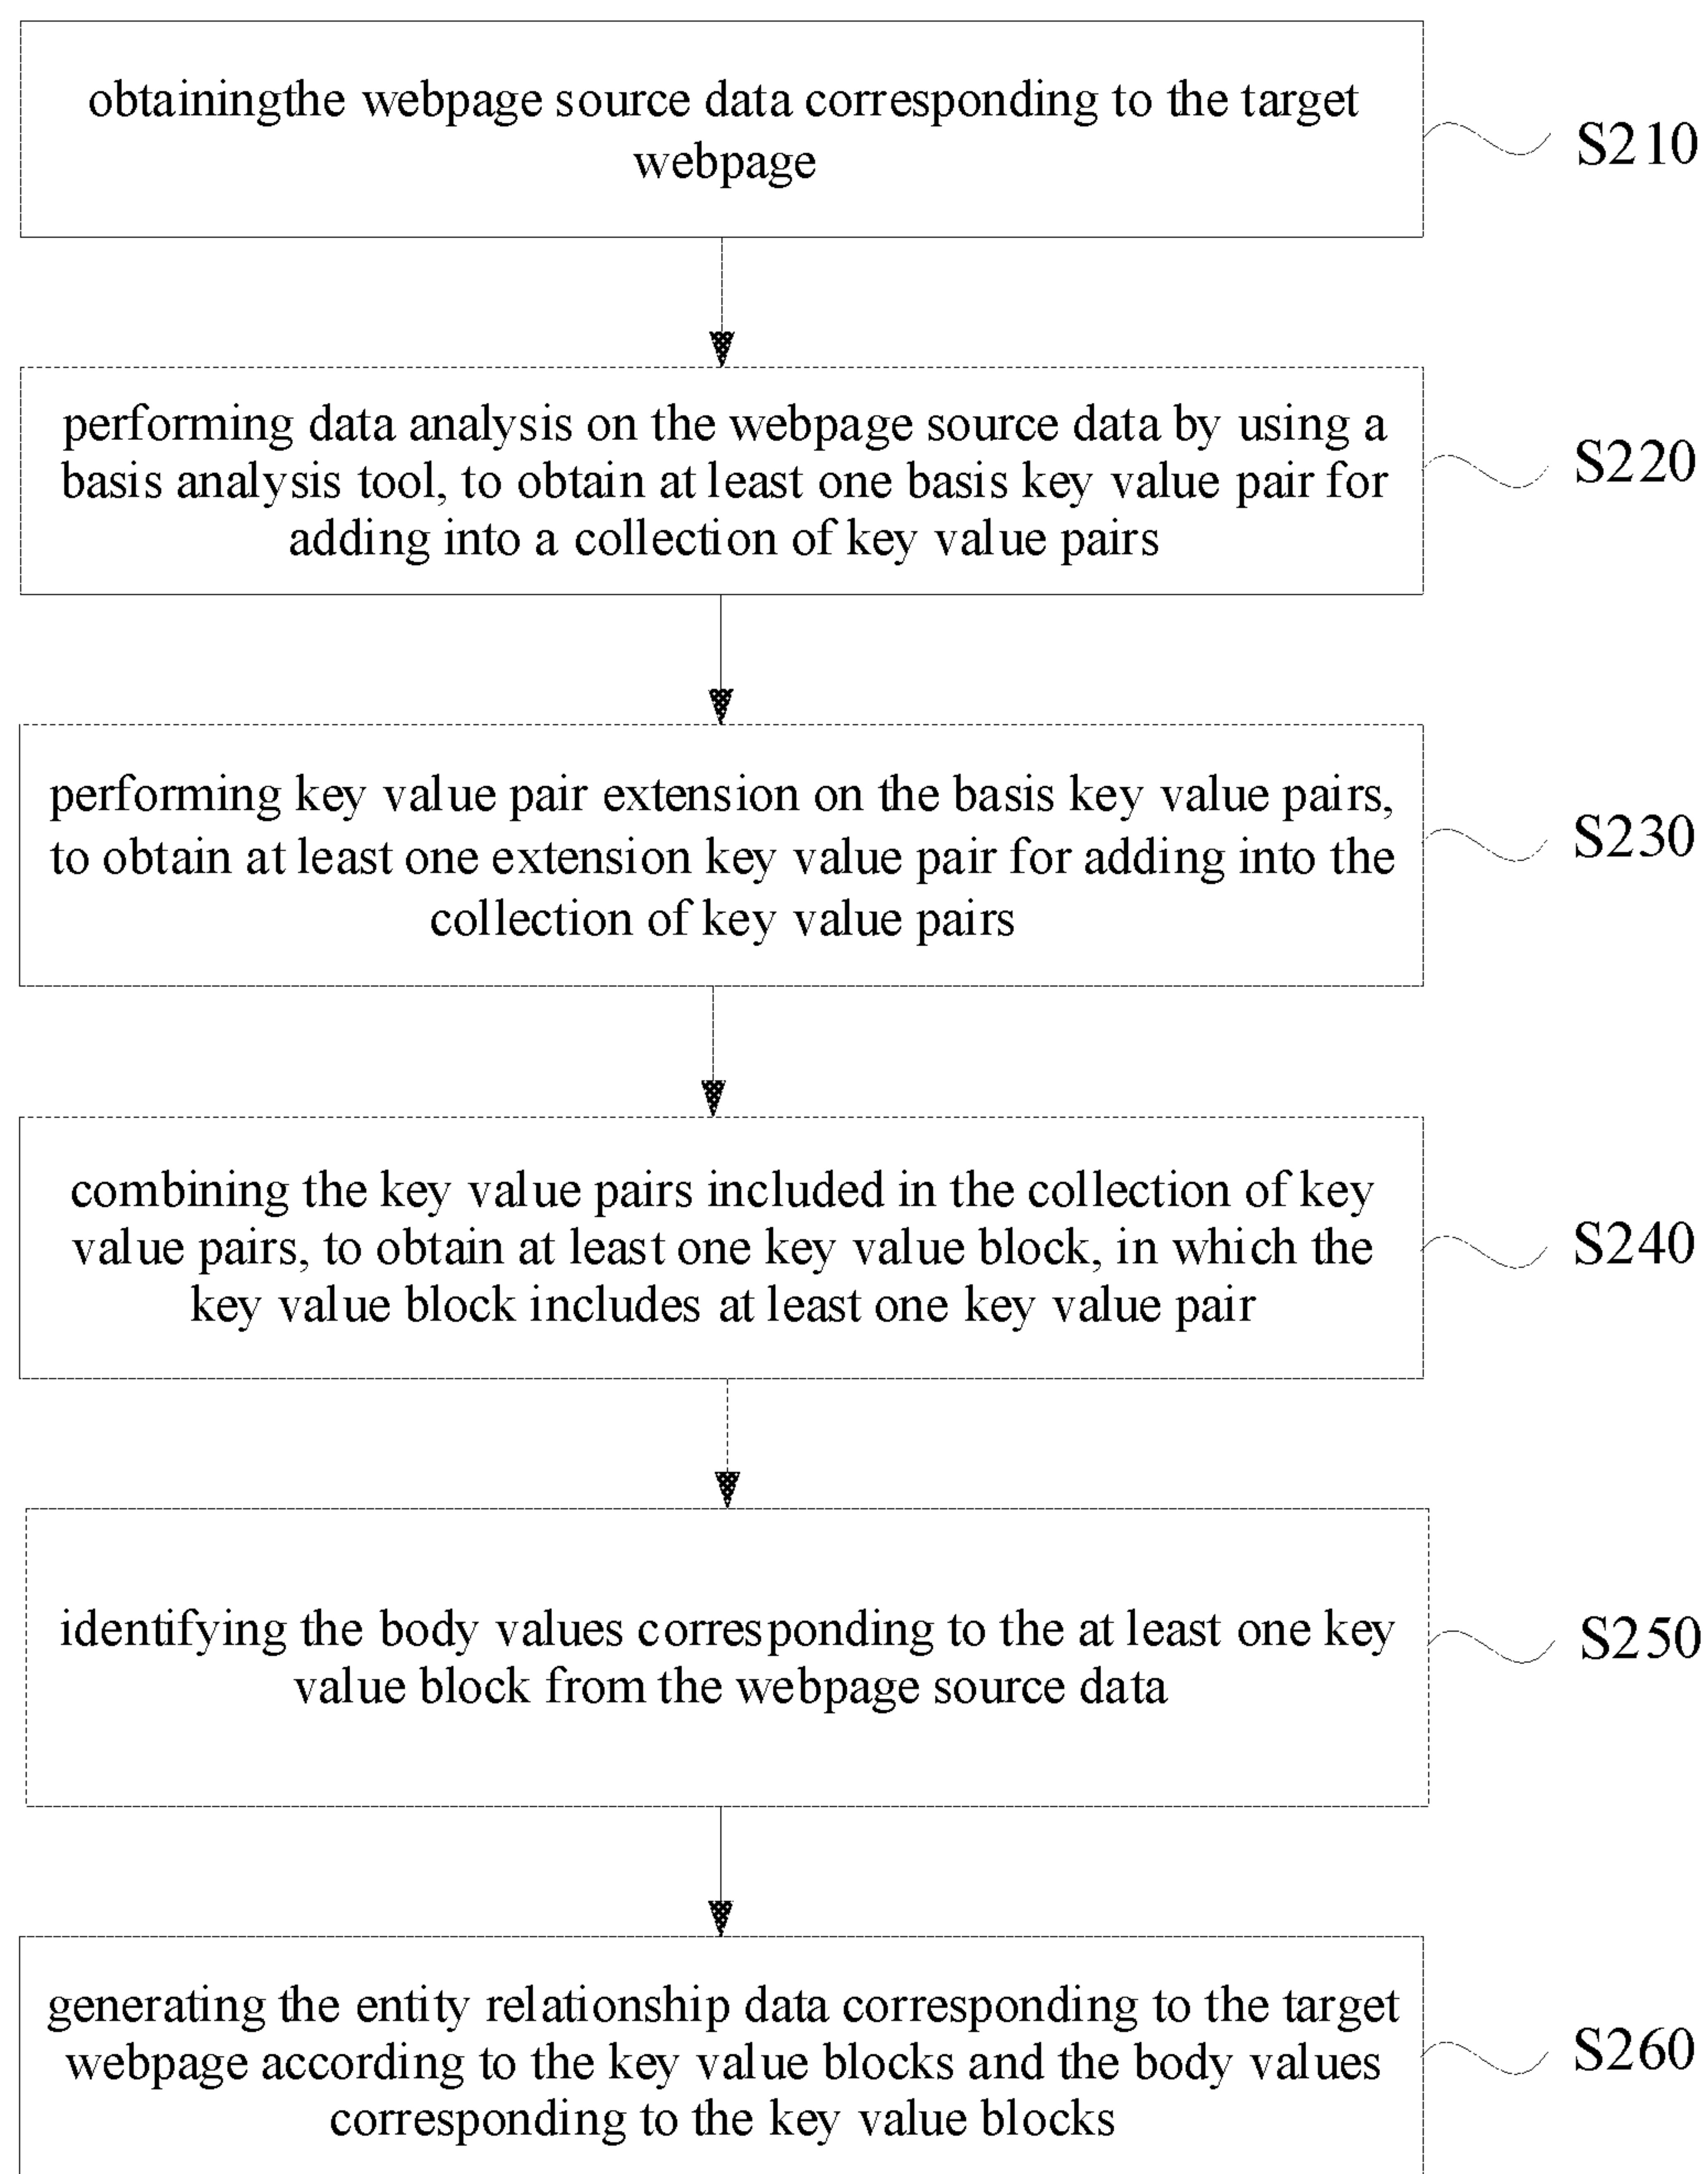 obtainingthe webpage source data corresponding to the target
webpage
S210
performing data analysis on the webpage source data by using a
basis analysis tool, to obtain at least one basis key value pair for
adding into a collection of key value pairs
S220
performing key value pair extension on the basis key value pairs,
to obtain at least one extension key value pair for adding into the
collection of key value pairs
S230
combining the key value pairs included in the collection of key
value pairs, to obtain at least one key value block, in which the
key value block includes at least one key value pair
S240
identifying the body values corresponding to the at least one key
value block from the webpage source data
S250
generating the entity relationship data corresponding to the target
webpage according to the key value blocks and the body values
corresponding to the key value blocks
S260